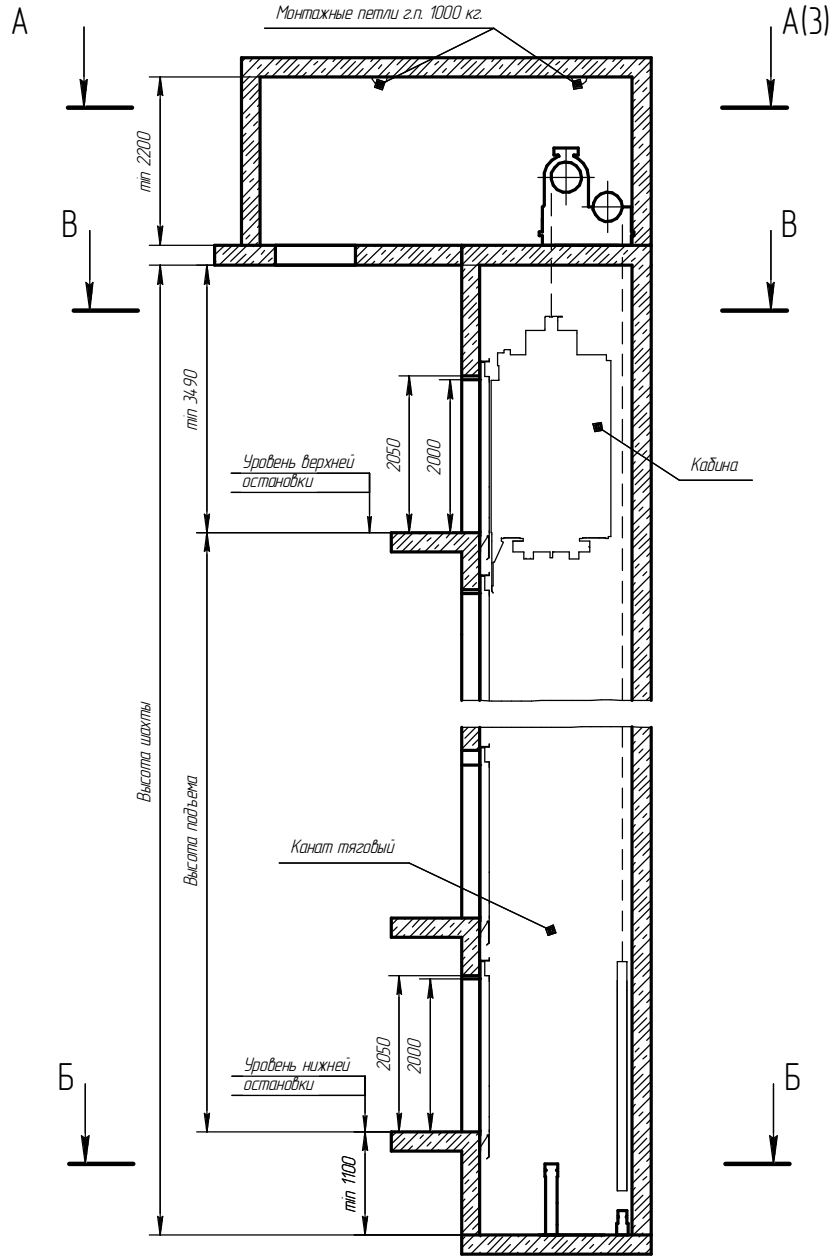 А
Монтажные петли г.п. 1000 кг.
А(3)
min 2200
В
В
min 3490
2050
2000
Уровень верхней
остановки
Кабина
Высота шахты
Высота подъема
Канат тяговый
2050
2000
Уровень нижней
остановки
Б
Б
min 1100